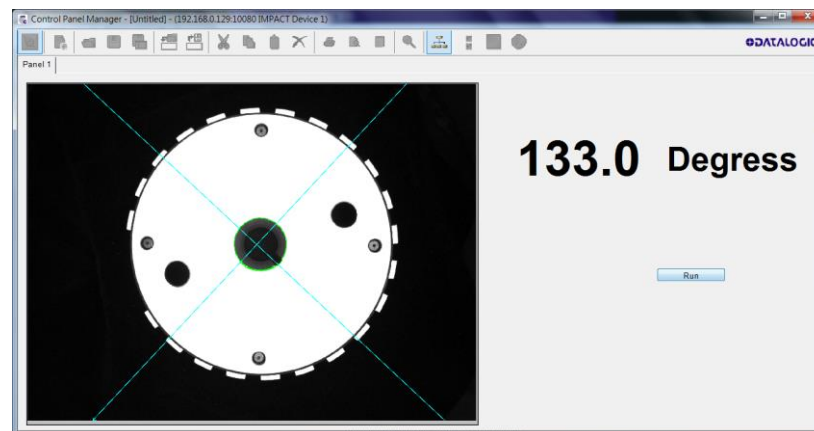 Control Panel Manager - [Untitled] - (192.168.0.129:10080 IMPACT Device 1)
DATALOGIC
Panel 1
133.0 Degress
Run